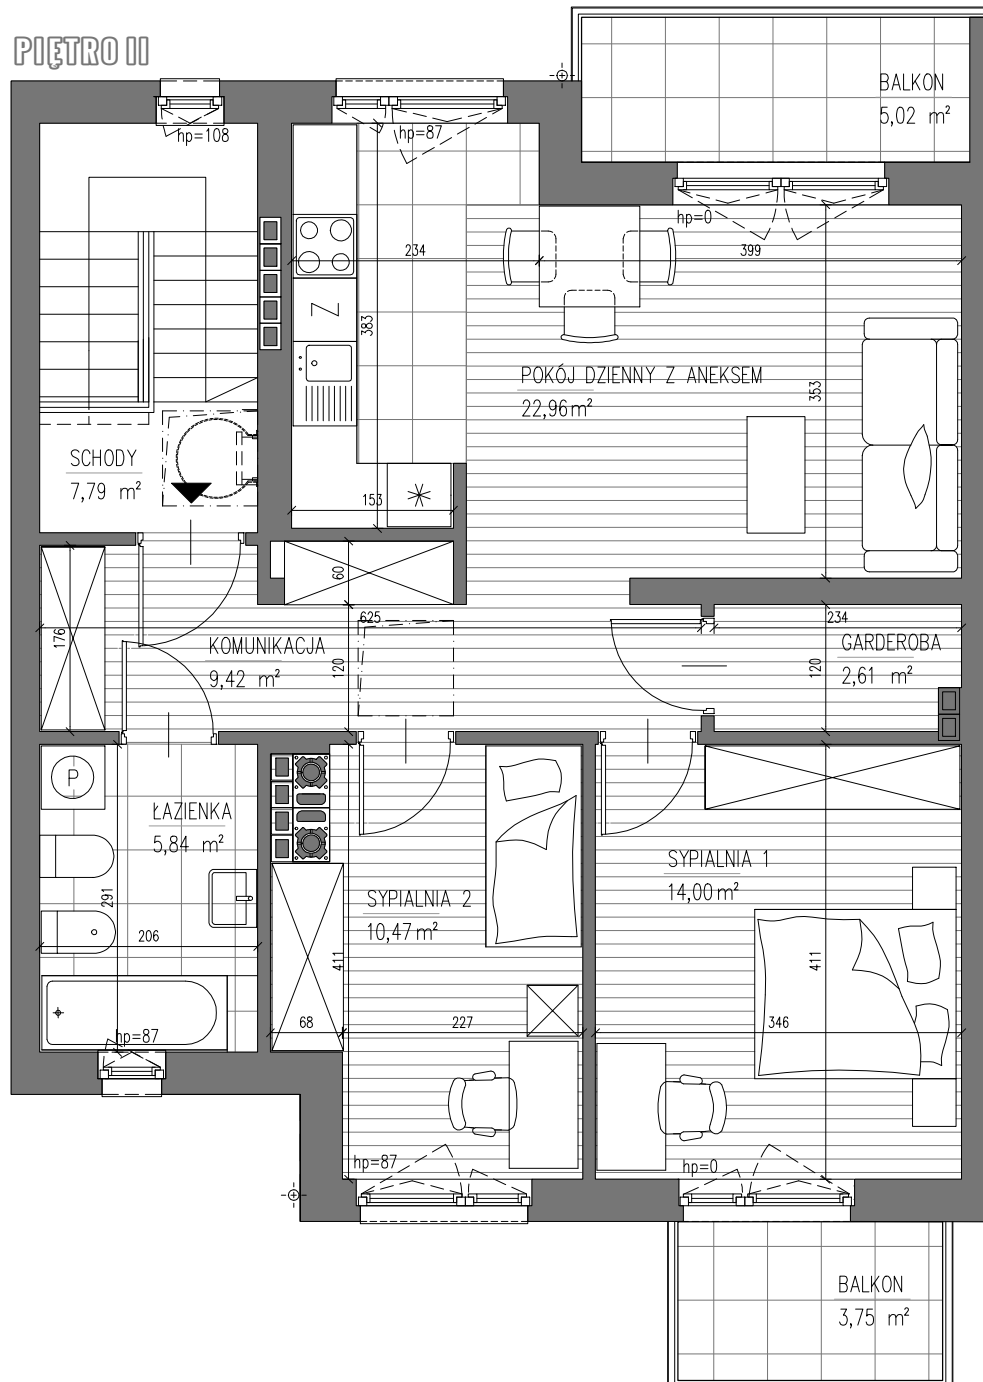 PIĘTRO II
BALKON
5,02 m²
hp=108
hp=87
hp=0
234
399
383
Z
353
POKÓJ DZIENNY Z ANEKSEM
22,96m²
SCHODY
7,79 m²
153
60
625
234
176
KOMUNIKACJA
9,42 m²
120
120
GARDEROBA
2,61 m²
P
ŁAZIENKA
5,84 m²
291
206
SYPIALNIA 2
10,47m²
SYPIALNIA 1
14,00m²
411
411
68
227
346
hp=87
hp=87
hp=0
BALKON
3,75 m²